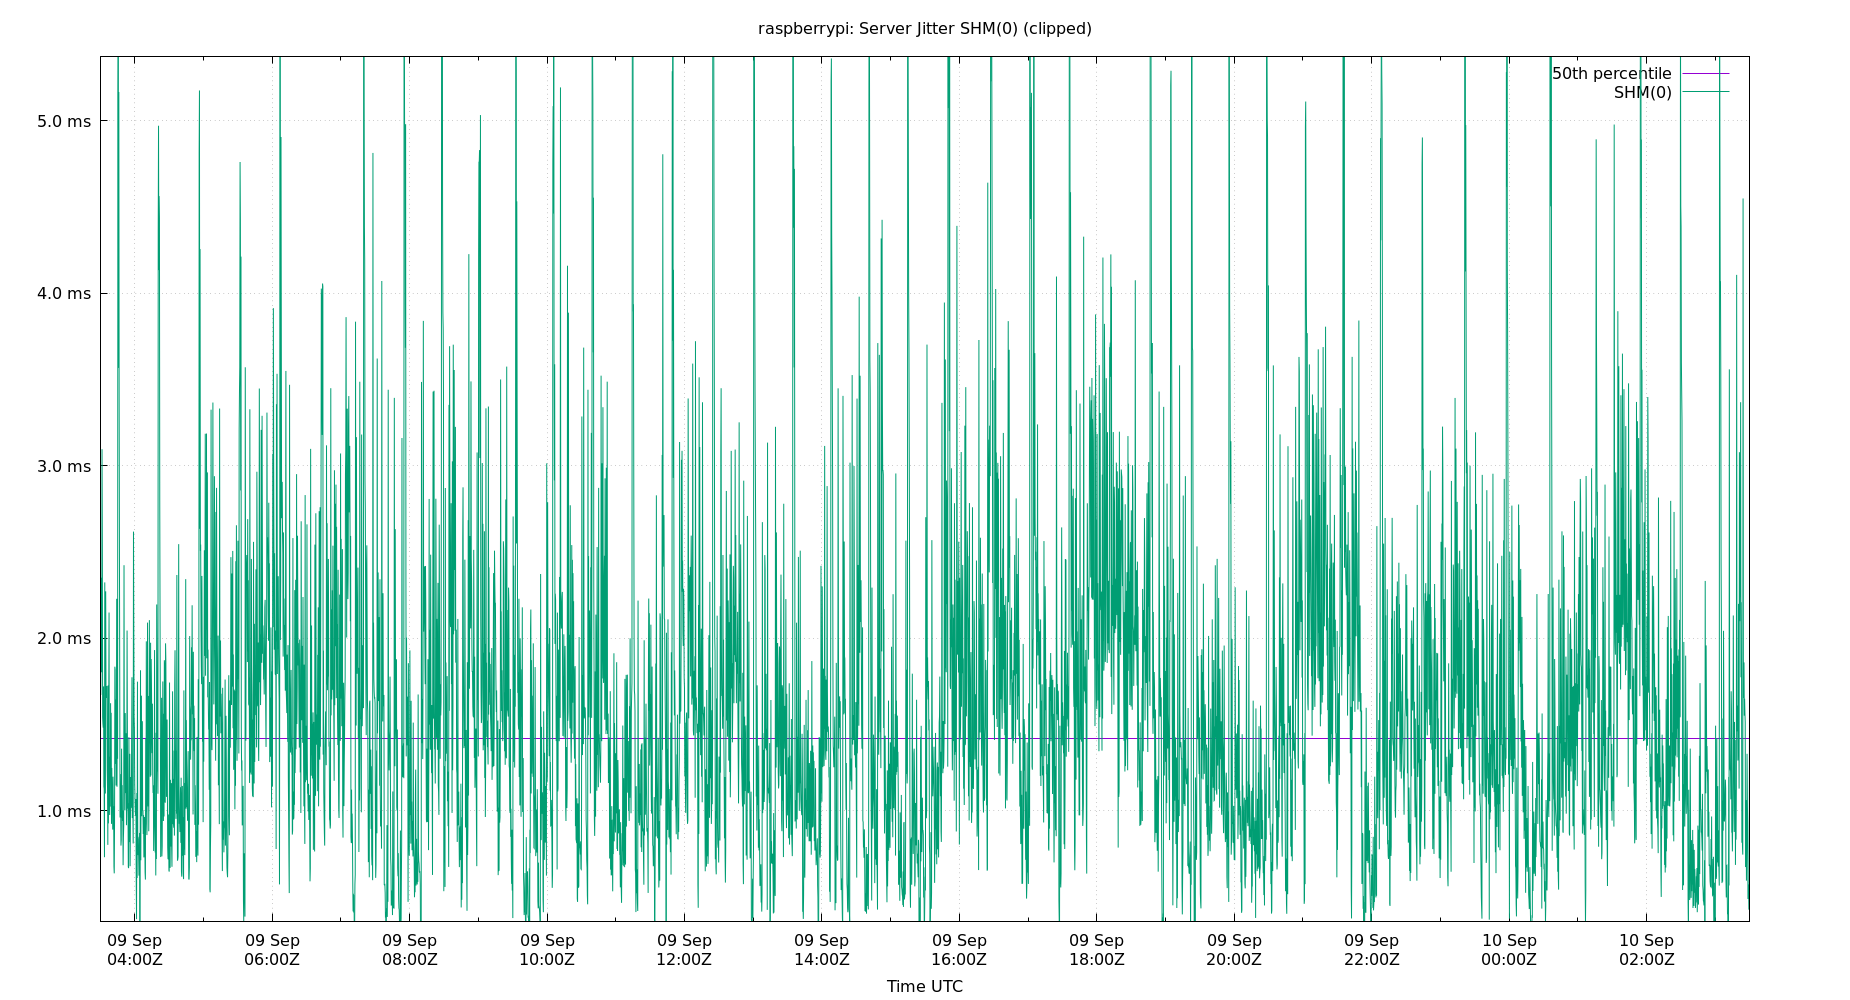 raspberrypi: Server Jitter SHM(0) (clipped)
50th percentile
SHM(0)
5.0 ms
4.0 ms
3.0 ms
2.0 ms
1.0 ms
09 Sep 09 Sep 09 Sep 09 Sep 09 Sep 09 Sep 09 Sep 09 Sep 09 Sep 09 Sep 10 Sep 10 Sep
04:00Z 06:00Z 08:00Z 10:00Z 12:00Z 14:00Z 16:00Z 18:00Z 20:00Z 22:00Z 00:00Z 02:00Z
Time UTC